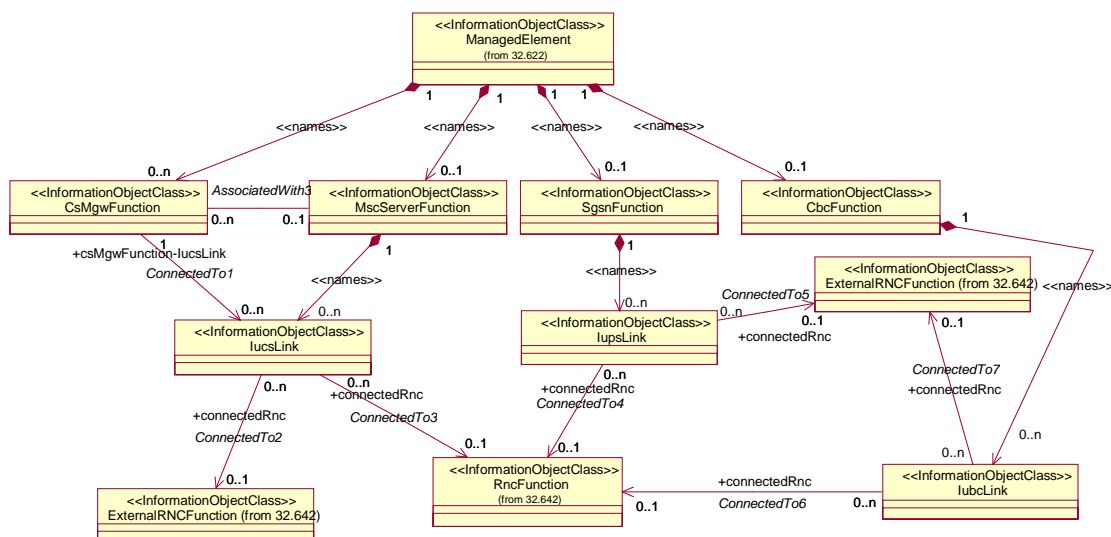 <<InformationObjectClass>>
ManagedElement
(from 32.622)
1
1
1
1
<<names>>
<<names>>
<<names>>
<<names>>
0..n
0..1
0..1
0..1
<<InformationObjectClass>>
CsMgwFunction
AssociatedWith3
0..n
0..1
<<InformationObjectClass>>
MscServerFunction
<<InformationObjectClass>>
SgsnFunction
<<InformationObjectClass>>
CbcFunction
1
+csMgwFunction-IucsLink
ConnectedTo1
0..n
1
<<names>>
0..n
1
<<names>>
0..n
1
<<names>>
0..n
<<InformationObjectClass>>
ExternalRNCFunction (from 32.642)
<<InformationObjectClass>>
IucsLink
<<InformationObjectClass>>
IupsLink
ConnectedTo5
0..n
0..1
+connectedRnc
0..1
ConnectedTo7
+connectedRnc
0..n
0..n
+connectedRnc
ConnectedTo2
0..1
0..n
+connectedRnc
ConnectedTo3
0..1
0..n
+connectedRnc
ConnectedTo4
0..1
<<InformationObjectClass>>
RncFunction
(from 32.642)
+connectedRnc
ConnectedTo6
0..1
0..n
<<InformationObjectClass>>
IubcLink
<<InformationObjectClass>>
ExternalRNCFunction (from 32.642)